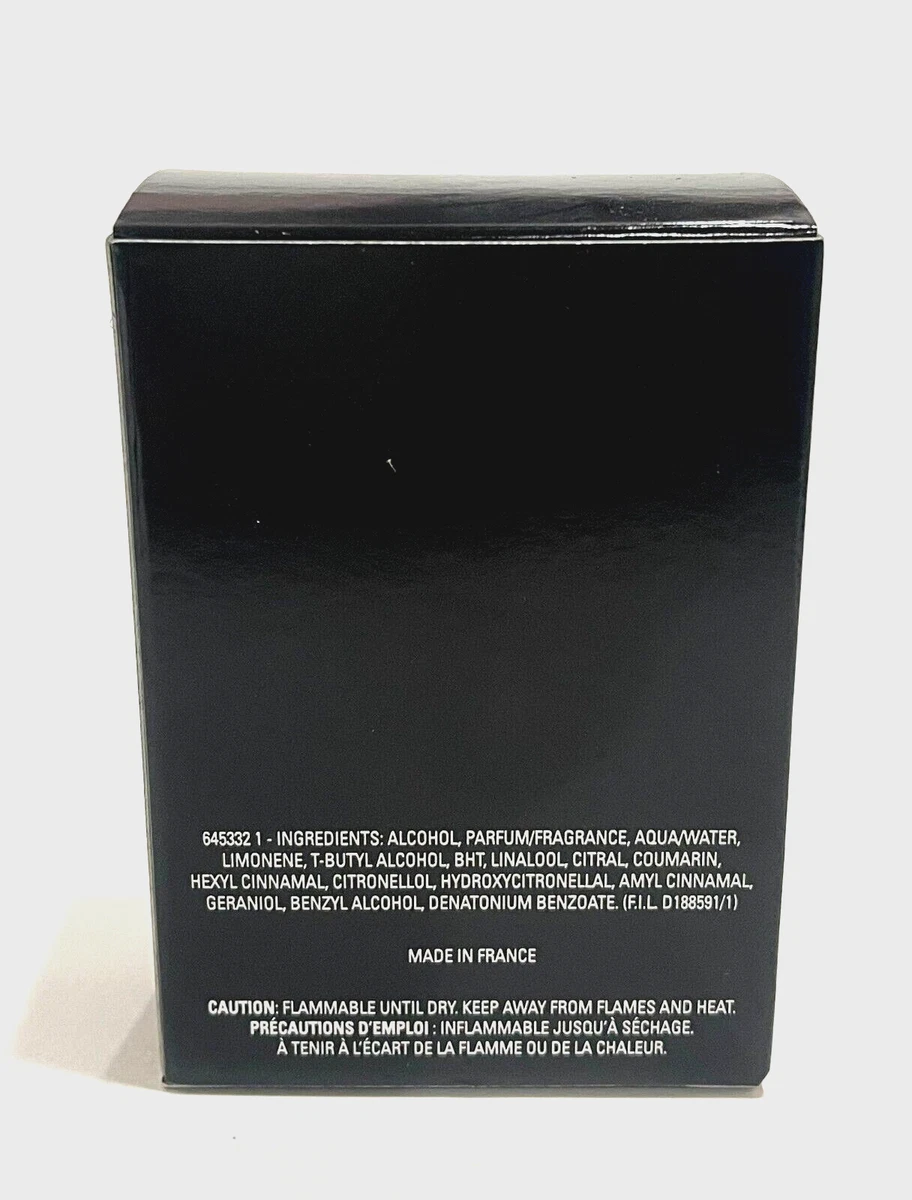 645332 1 - INGREDIENTS: ALCOHOL, PARFUM/FRAGRANCE, AQUA/WATER,
LIMONENE, T-BUTYL ALCOHOL, BHT, LINALOOL, CITRAL, COUMARIN,
HEXYL CINNAMAL, CITRONELLOL, HYDROXYCITRONELLAL, AMYL CINNAMAL,
GERANIOL, BENZYL ALCOHOL, DENATONIUM BENZOATE. (F.I.L. D188591/1)
MADE IN FRANCE
CAUTION: FLAMMABLE UNTIL DRY. KEEP AWAY FROM FLAMES AND HEAT.
PRÉCAUTIONS D'EMPLOI : INFLAMMABLE JUSQU'À SÉCHAGE.
À TENIR À L'ÉCART DE LA FLAMME OU DE LA CHALEUR.